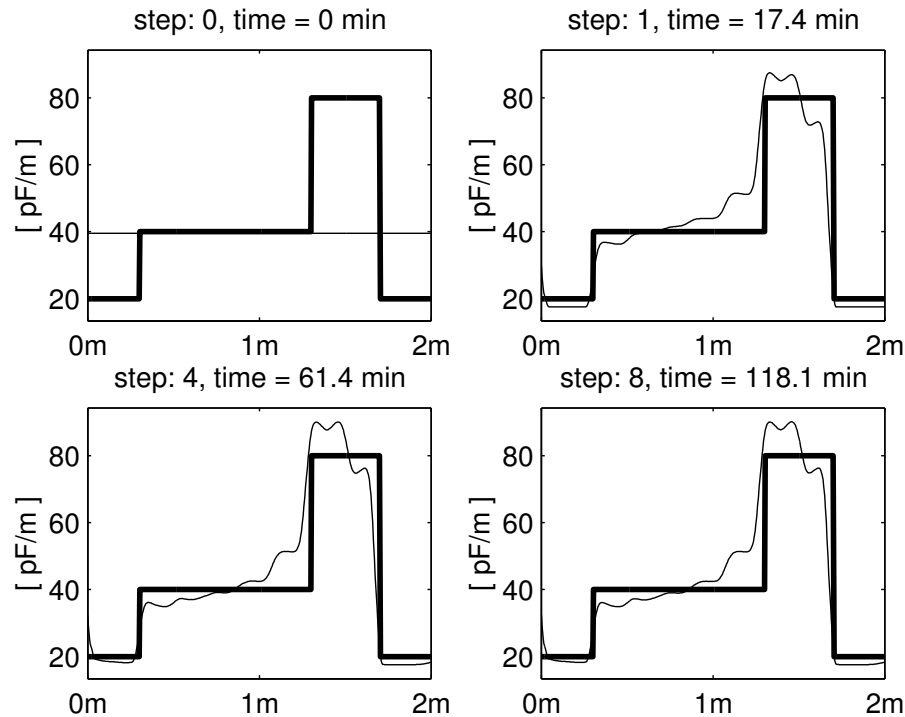 step: 0, time = 0 min
80
60
40
20
[ pF/m ]
0m 1m 2m
step: 1, time = 17.4 min
80
60
40
20
[ pF/m ]
0m 1m 2m
step: 4, time = 61.4 min
80
60
40
20
[ pF/m ]
0m 1m 2m
step: 8, time = 118.1 min
80
60
40
20
[ pF/m ]
0m 1m 2m